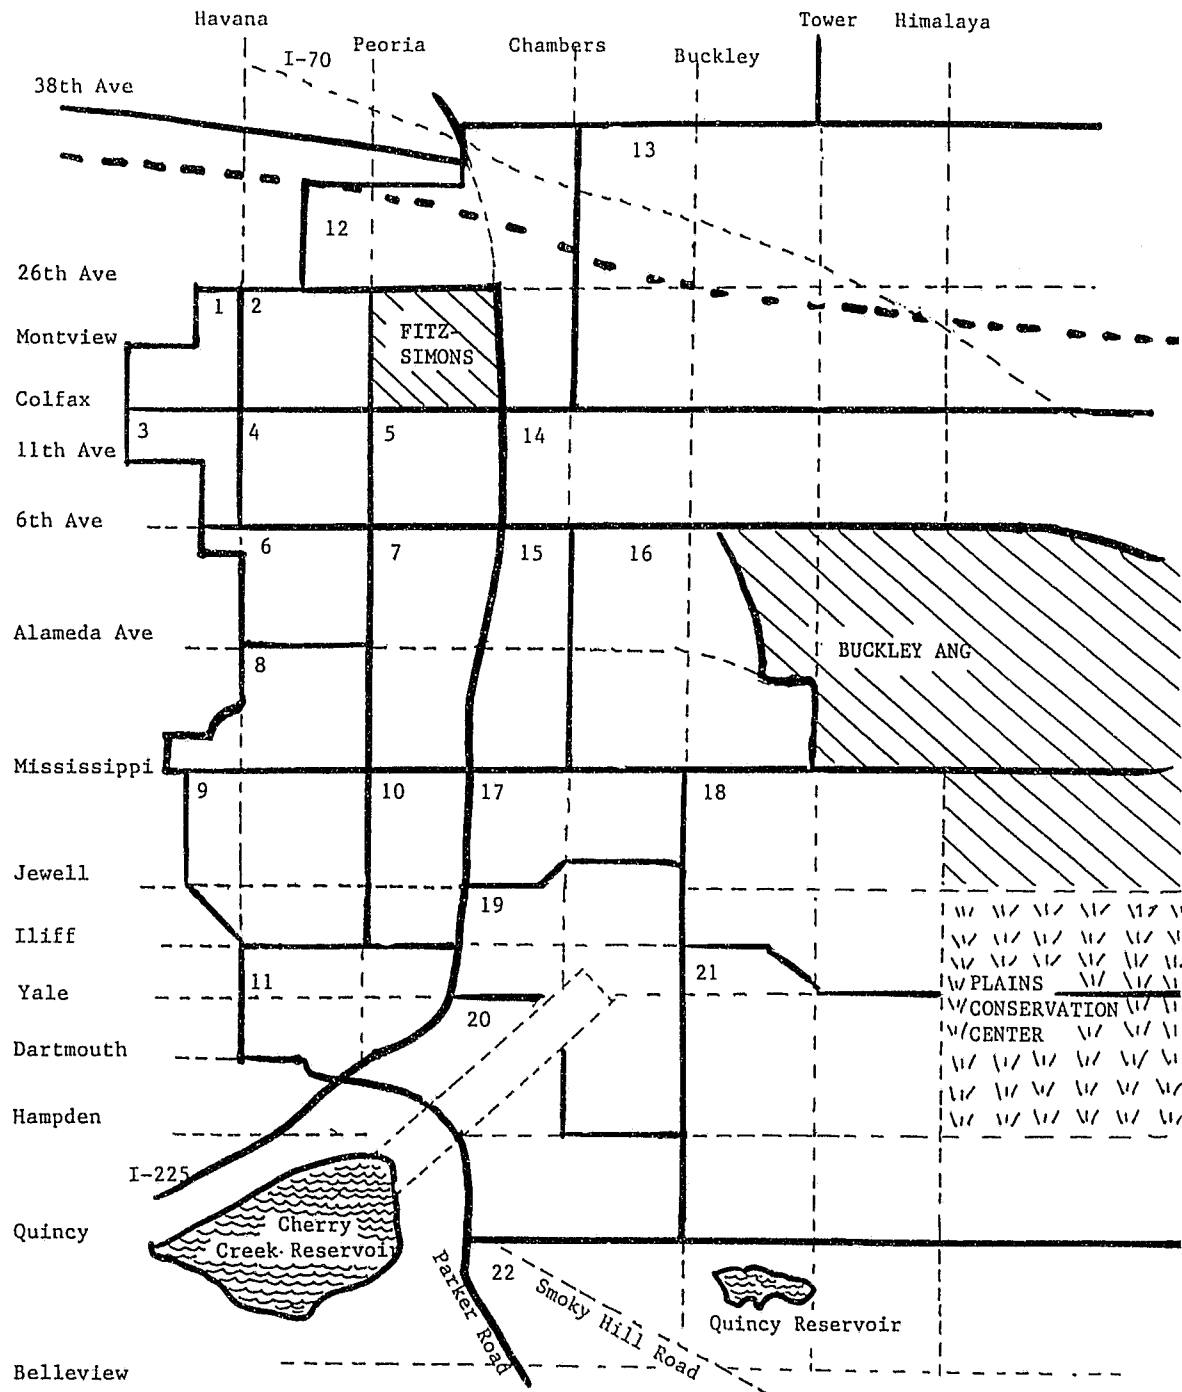 Havana
Tower
Himalaya
Peoria
Chambers
Buckley
I-70
38th Ave
13
12
26th Ave
1
2
FITZ-
SIMONS
Montview
Colfax
3
4
5
14
11th Ave
6th Ave
6
7
15
16
Alameda Ave
8
BUCKLEY ANG
Mississippi
9
10
17
18
Jewell
19
Iliff
11
21
PLAINS
CONSERVATION
CENTER
Yale
20
Dartmouth
Hampden
I-225
Cherry
Creek Reservoir
Quincy
22
Parker Road
Smoky Hill Road
Quincy Reservoir
Belleview